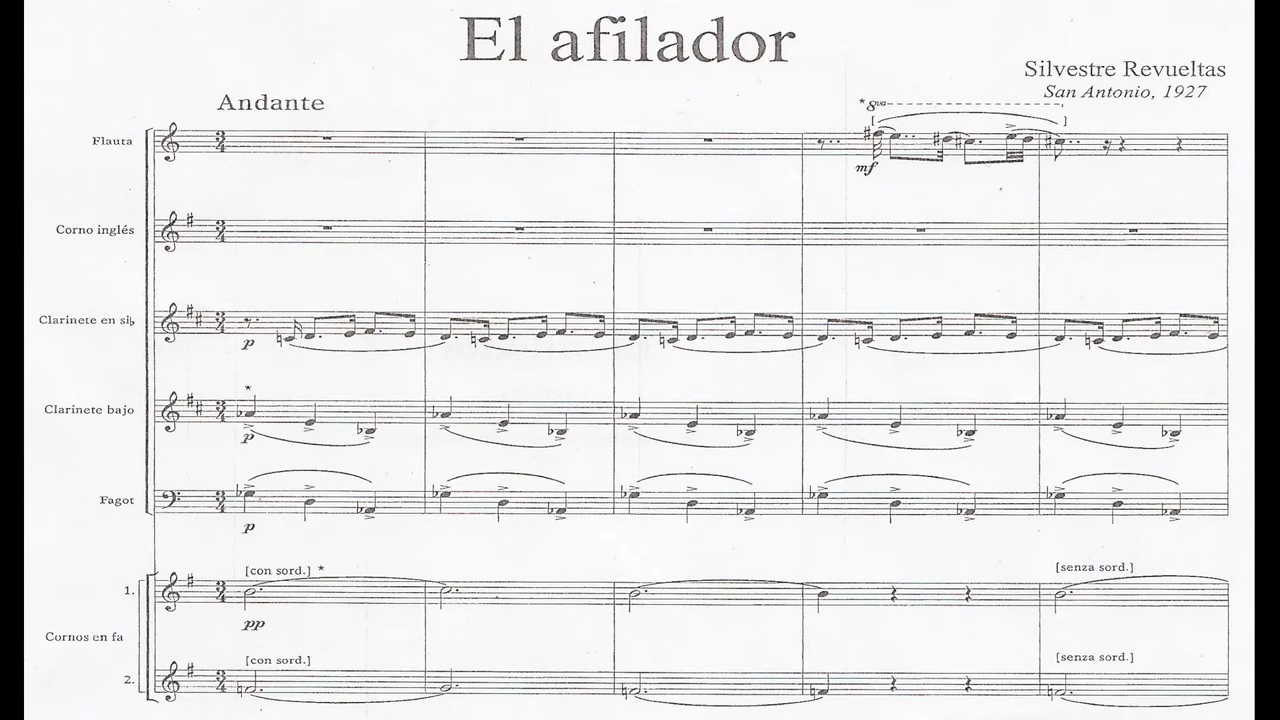 El afilador
Silvestre Revueltas
San Antonio, 1927
Andante
* 8va
Flauta
mf
Corno inglés
Clarinete en si♭
p
*
Clarinete bajo
p
Fagot
p
[con sord.] *
[senza sord.]
1.
pp
Cornos en fa
[con sord.]
[senza sord.]
2.